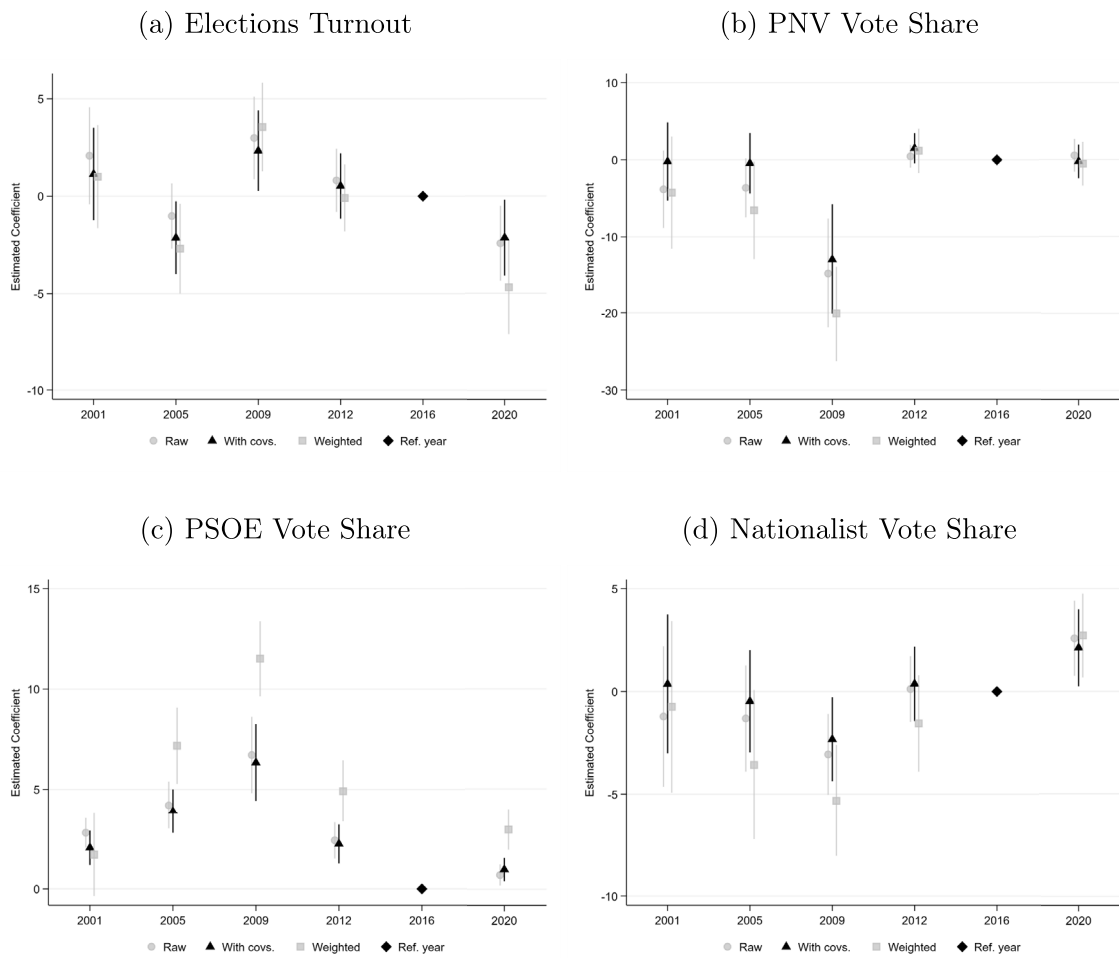 (a) Elections Turnout
5
0
-5
-10
Estimated Coefficient
2001 2005 2009 2012 2016 2020
Raw With covs. Weighted Ref. year
(b) PNV Vote Share
10
0
-10
-20
-30
Estimated Coefficient
2001 2005 2009 2012 2016 2020
Raw With covs. Weighted Ref. year
(c) PSOE Vote Share
15
10
5
0
Estimated Coefficient
2001 2005 2009 2012 2016 2020
Raw With covs. Weighted Ref. year
(d) Nationalist Vote Share
5
0
-5
-10
Estimated Coefficient
2001 2005 2009 2012 2016 2020
Raw With covs. Weighted Ref. year